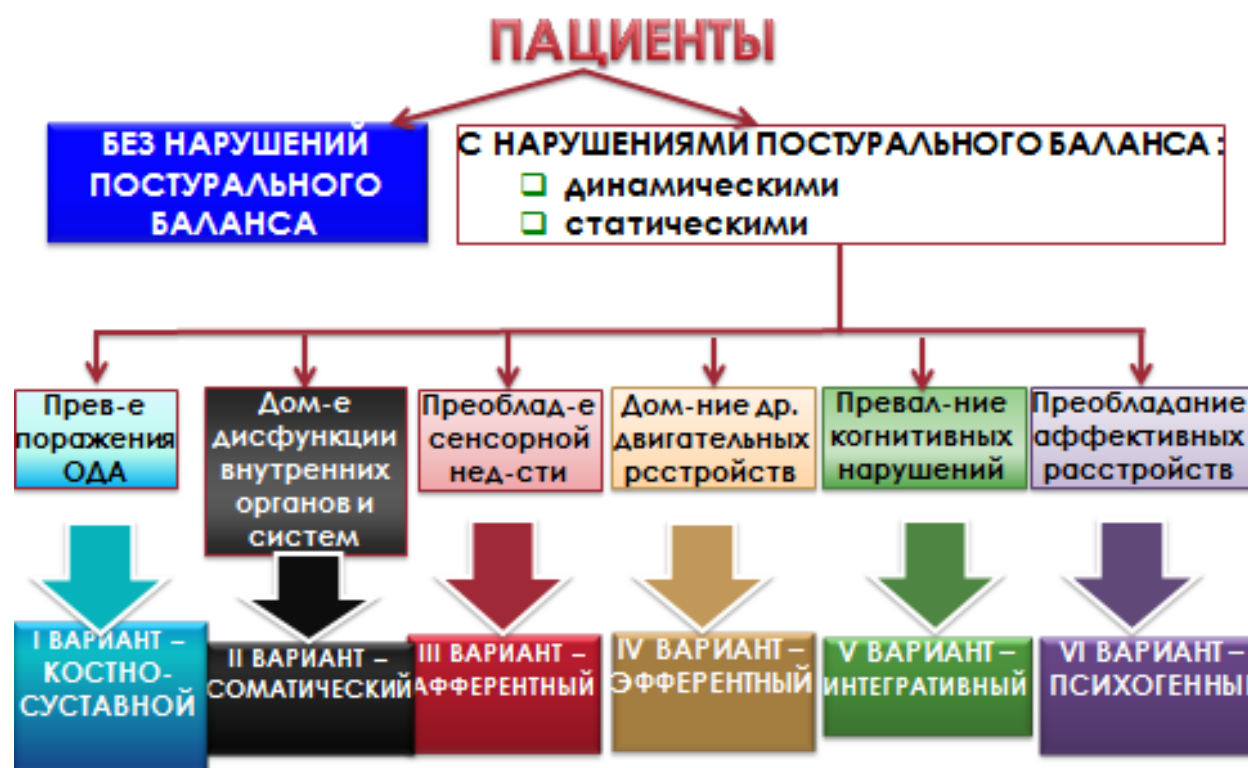 ПАЦИЕНТЫ
БЕЗ НАРУШЕНИЙ
ПОСТУРАЛЬНОГО
БАЛАНСА
С НАРУШЕНИЯМИ ПОСТУРАЛЬНОГО БАЛАНСА :
динамическими
статическими
Прев-е
поражения
ОДА
Дом-е
дисфункции
внутренних
органов и
систем
Преоблад-е
сенсорной
нед-сти
Дом-ние др.
двигательных
рсстройств
Превал-ние
когнитивных
нарушений
Преобладание
аффективных
расстройств
I ВАРИАНТ –
КОСТНО-
СУСТАВНОЙ
II ВАРИАНТ –
СОМАТИЧЕСКИЙ
III ВАРИАНТ –
АФФЕРЕНТНЫЙ
IV ВАРИАНТ –
ЭФФЕРЕНТНЫЙ
V ВАРИАНТ –
ИНТЕГРАТИВНЫЙ
VI ВАРИАНТ –
ПСИХОГЕННЫЙ